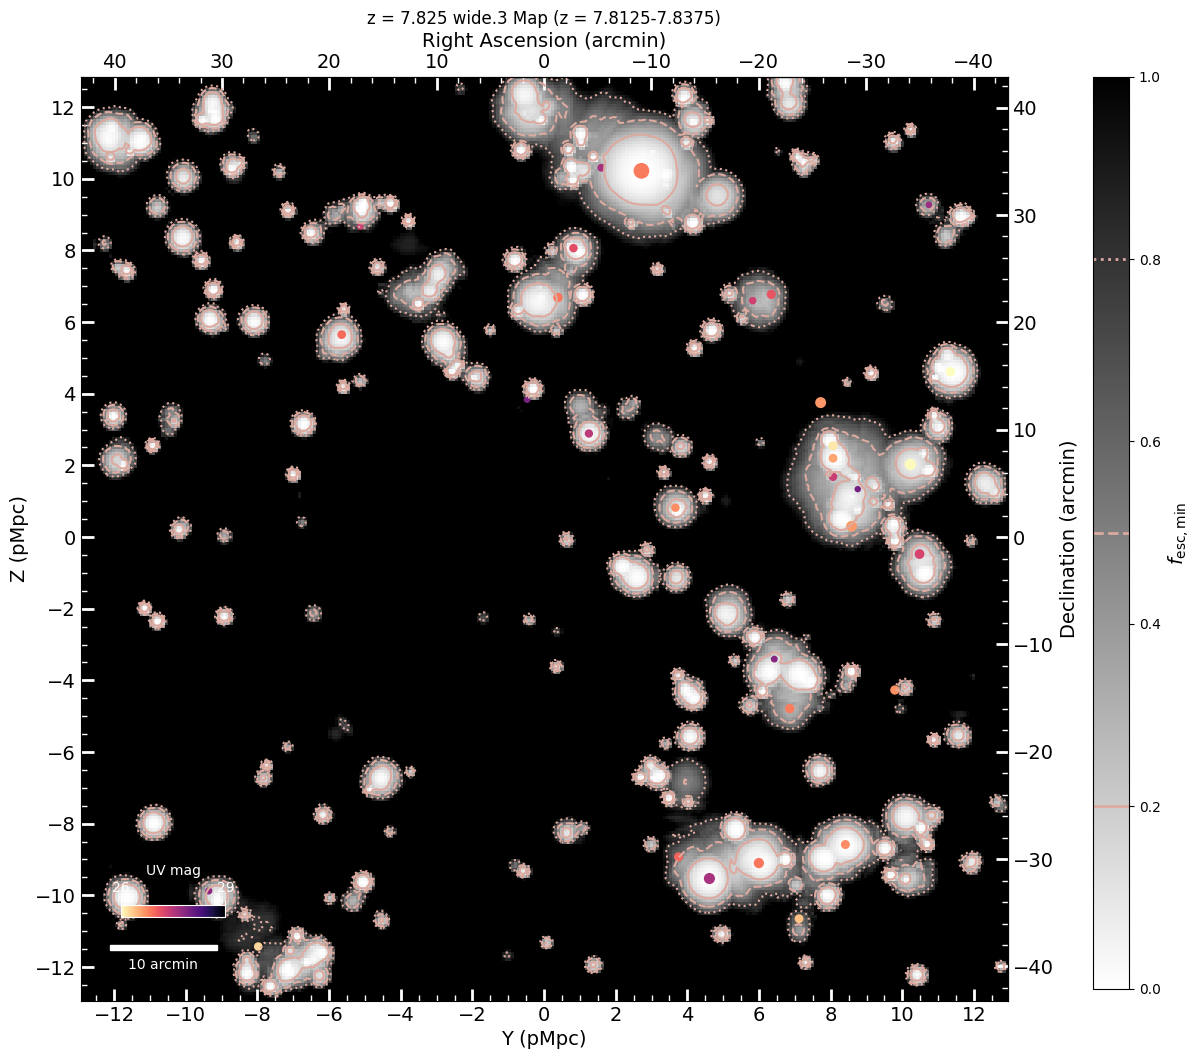 z = 7.825 wide.3 Map (z = 7.8125-7.8375)
Right Ascension (arcmin)
40 30 20 10 0 −10 −20 −30 −40
12
10
8
6
4
2
0
−2
−4
−6
−8
−10
−12
Z (pMpc)
UV mag
26 29
10 arcmin
−12 −10 −8 −6 −4 −2 0 2 4 6 8 10 12
Y (pMpc)
40
30
20
10
0
−10
−20
−30
−40
Declination (arcmin)
1.0
0.8
0.6
0.4
0.2
0.0
fesc,min